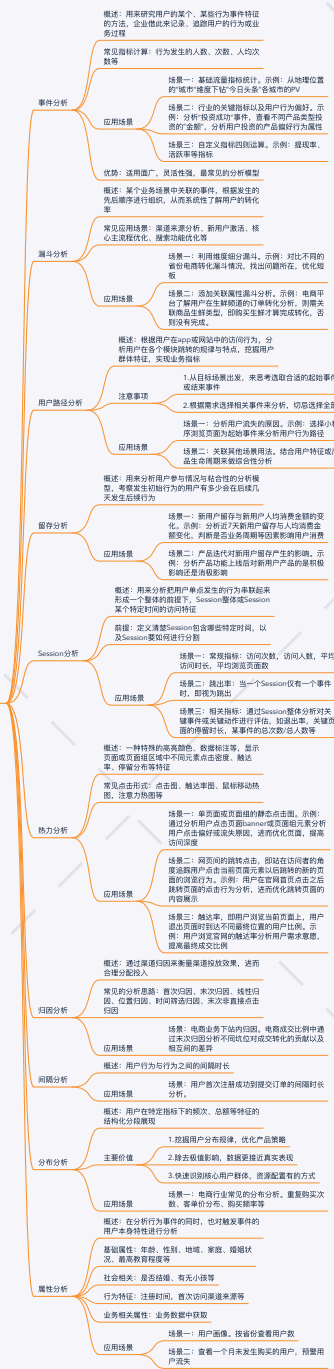 概述：用来研究用户的某个、某些行为事件特征
的方法，企业借此来记录、追踪用户的行为或业
务过程
常见指标计算：行为发生的人数、次数、人均次
数等
事件分析
应用场景
场景一：基础流量指标统计。示例：从地理位置
的“城市”维度下钻“今日头条”各城市的PV
场景二：行业的关键指标以及用户行为偏好。示
例：分析“投资成功”事件，查看不同产品类型投
资的“金额”，分析用户投资的产品偏好行为属性
场景三：自定义指标四则运算。示例：提现率、
活跃率等指标
优势：适用面广，灵活性强，最常见的分析模型
概述：某个业务场景中关联的事件，根据发生的
先后顺序进行组织，从而系统性了解用户的转化
率
常见应用场景：渠道来源分析、新用户激活、核
心主流程优化、搜索功能优化等
漏斗分析
应用场景
场景一：利用维度细分漏斗。示例：对比不同的
省份电商转化漏斗情况，找出问题所在，优化短
板
场景二：添加关联属性漏斗分析。示例：电商平
台了解用户在生鲜频道的订单转化分析，则需关
联商品生鲜类型，即购买生鲜才算完成转化，否
则没有完成。
概述：根据用户在app或网站中的访问行为，分
析用户在各个模块跳转的规律与特点，挖掘用户
群体特征，实现业务指标
用户路径分析
注意事项
1.从目标场景出发，来思考选取合适的起始事件
或结束事件
2.根据需求选择相关事件来分析，切忌选择全部
应用场景
场景一：分析用户流失的原因。示例：选择小程
序浏览页面为起始事件来分析用户行为路径
场景二：关联其他场景用法。结合用户特征或产
品生命周期来做综合性分析
概述：用来分析用户参与情况与粘合性的分析模
型，考察发生初始行为的用户有多少会在后续几
天发生后续行为
留存分析
应用场景
场景一：新用户留存与新用户人均消费金额的变
化。示例：分析近7天新用户留存与人均消费金
额变化，判断是否业务周期等因素影响用户消费
场景二：产品迭代对新用户留存产生的影响。示
例：分析产品功能上线后对新用户产品的是积极
影响还是消极影响
概述：用来分析把用户单点发生的行为串联起来
形成一个整体的前提下，Session整体或Session
某个特定时间的访问特征
前提：定义清楚Session包含哪些特定时间，以
及Session要如何进行分割
Session分析
应用场景
场景一：常规指标：访问次数、访问人数，平均
访问时长，平均浏览页面数
场景二：跳出率：当一个Session仅有一个事件
时，即视为跳出
场景三：相关指标：通过Session整体分析对关
键事件或关键动作进行评估，如退出率，关键页
面的停留时长，某事件的总次数/总人数等
概述：一种特殊的高亮颜色、数据标注等，显示
页面或页面组区域中不同元素点击密度、触达
率、停留分布等特征
常见点击形式：点击图、触达率图、鼠标移动热
图，注意力热图等
热力分析
应用场景
场景一：单页面或页面组的静态点击图。示例：
通过分析用户点击页面banner或页面组元素分析
用户点击偏好或流失原因，进而优化页面，提高
访问深度
场景二：网页间的跳转点击，即站在访问者的角
度追踪用户点击当前页面元素以后跳转的新的页
面的浏览行为。示例：用户在官网首页点击之后
跳转页面的点击行为分析，进而优化跳转页面的
内容展示
场景三：触达率，即用户浏览当前页面上，用户
退出页面时到达不同最终位置的用户比例。示
例：用户浏览官网的触达率分析用户需求意愿，
提高最终成交比例
概述：通过渠道归因来衡量渠道投放效果，进而
合理分配投入
常见的分析思路：首次归因、末次归因、线性归
因、位置归因、时间筛选归因、末次非直接点击
归因
归因分析
应用场景
场景：电商业务下站内归因。电商成交比例中通
过末次归因分析不同坑位对成交转化的贡献以及
相互间的差异
概述：用户行为与行为之间的间隔时长
间隔分析
应用场景
场景：用户首次注册成功到提交订单的间隔时长
分析。
概述：用户在特定指标下的频次、总额等特征的
结构化分段展现
分布分析
主要价值
1.挖掘用户分布规律，优化产品策略
2.除去极值影响，数据更接近真实表现
3.快速识别核心用户群体，资源配置有的方式
应用场景
场景一：电商行业常见的分布分析。重复购买次
数、客单价分布、购买频率等
概述：在分析行为事件的同时，也对触发事件的
用户本身特性进行分析
基础属性：年龄、性别、地域、家庭、婚姻状
况、最高教育程度等
社会相关：是否结婚、有无小孩等
属性分析
行为特征：注册时间，首次访问渠道来源等
业务相关属性：业务数据中获取
应用场景
场景一：用户画像。按省份查看用户数
场景二：查看一个月未发生购买的用户，预警用
户流失